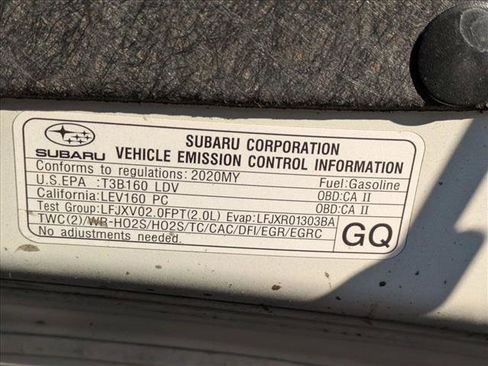 SUBARU CORPORATION
SUBARU VEHICLE EMISSION CONTROL INFORMATION
Conforms to regulations: 2020MY Fuel:Gasoline
U.S.EPA :T3B160 LDV OBD:CA II
California:LEV160 PC OBD:CA II
Test Group:LFJXV02.0FPT(2.0L) Evap:LFJXR01303BA
TWC(2)/WR-HO2S/HO2S/TC/CAC/DFI/EGR/EGRC
No adjustments needed.
GQ